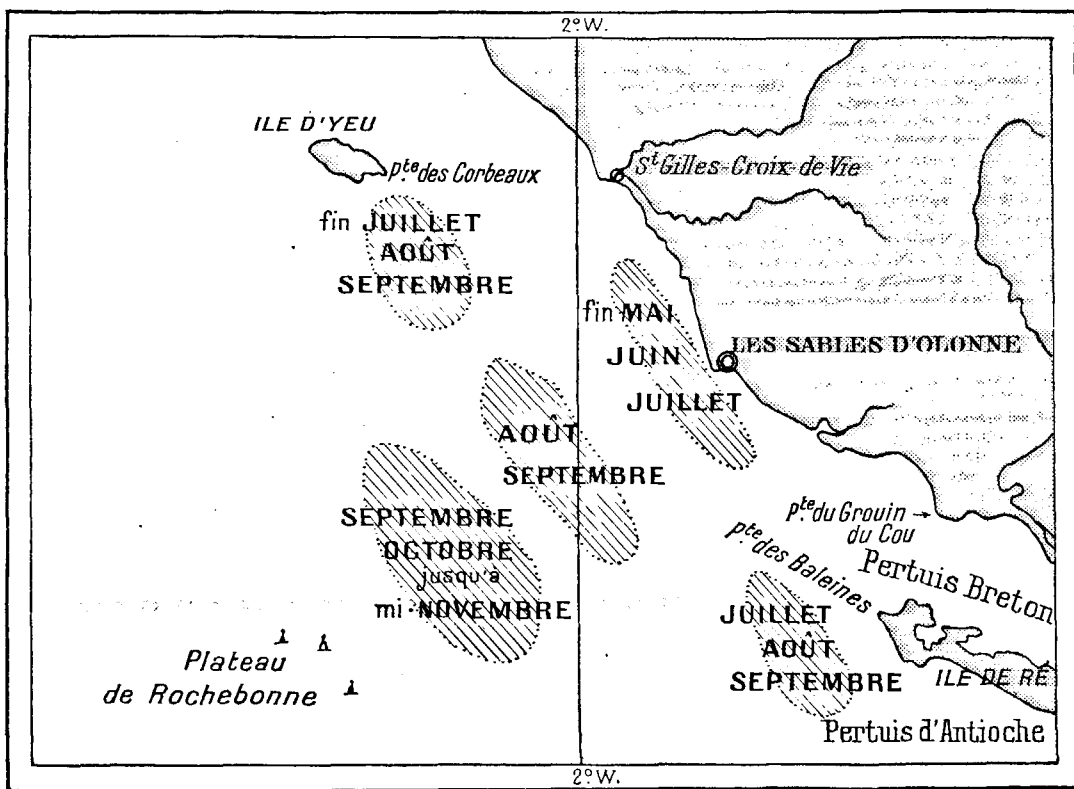 2°W.
ILE D'YEU
Pte des Corbeaux
St Gilles-Croix-de-Vie
fin JUILLET
AOÛT
SEPTEMBRE
fin MAI
JUIN
JUILLET
LES SABLES D'OLONNE
AOÛT
SEPTEMBRE
SEPTEMBRE
OCTOBRE
jusqu'à
mi-NOVEMBRE
Pte du Grouin
du Cou
Pte des Baleines
Pertuis Breton
JUILLET
AOÛT
SEPTEMBRE
ILE DE RÉ
Plateau
de Rochebonne
Pertuis d'Antioche
2°W.